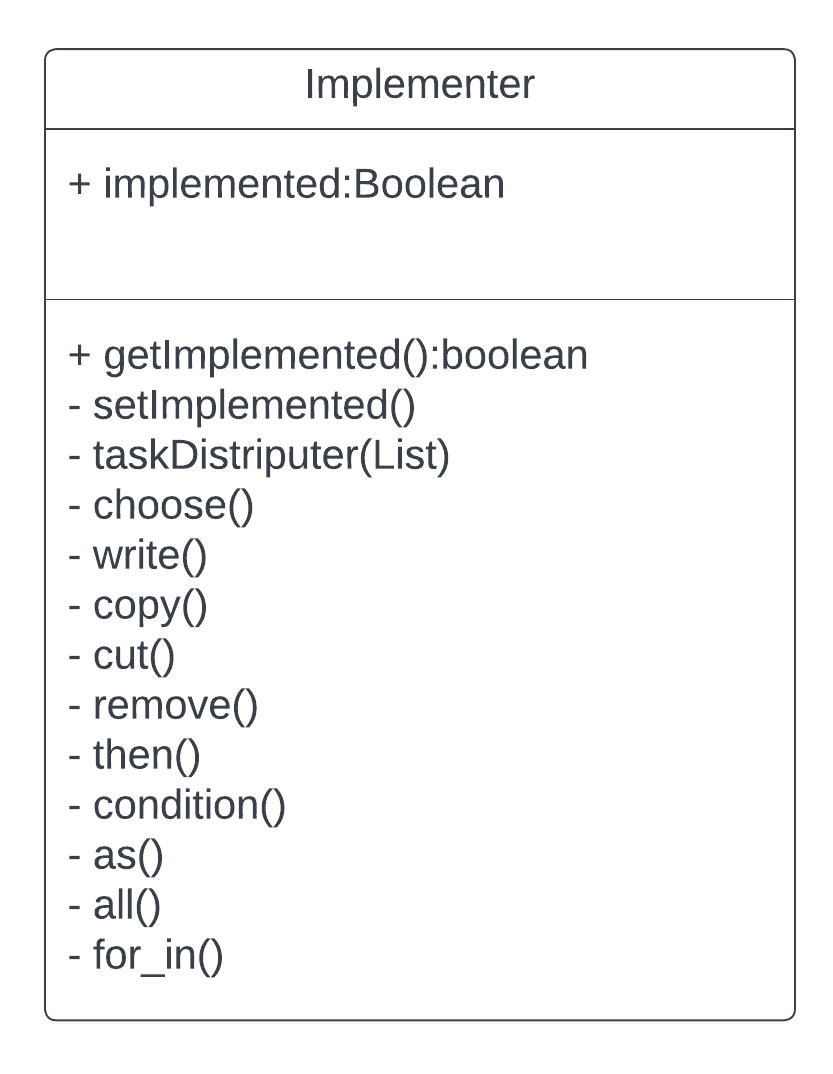 Implementer
+ implemented:Boolean
+ getImplemented():boolean
- setImplemented()
- taskDistriputer(List)
- choose()
- write()
- copy()
- cut()
- remove()
- then()
- condition()
- as()
- all()
- for_in()